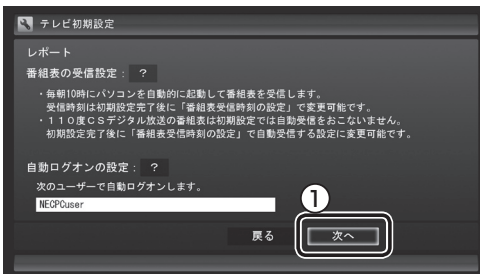 テレビ初期設定
レポート
番組表の受信設定： ？
・毎朝10時にパソコンを自動的に起動して番組表を受信します。
受信時刻は初期設定完了後に「番組表受信時刻の設定」で変更可能です。
・１１０度ＣＳデジタル放送の番組表は初期設定では自動受信をおこないません。
初期設定完了後に「番組表受信時刻の設定」で自動受信する設定に変更可能です。
自動ログオンの設定： ？
次のユーザーで自動ログオンします。
NECPCuser
①
戻る 次へ